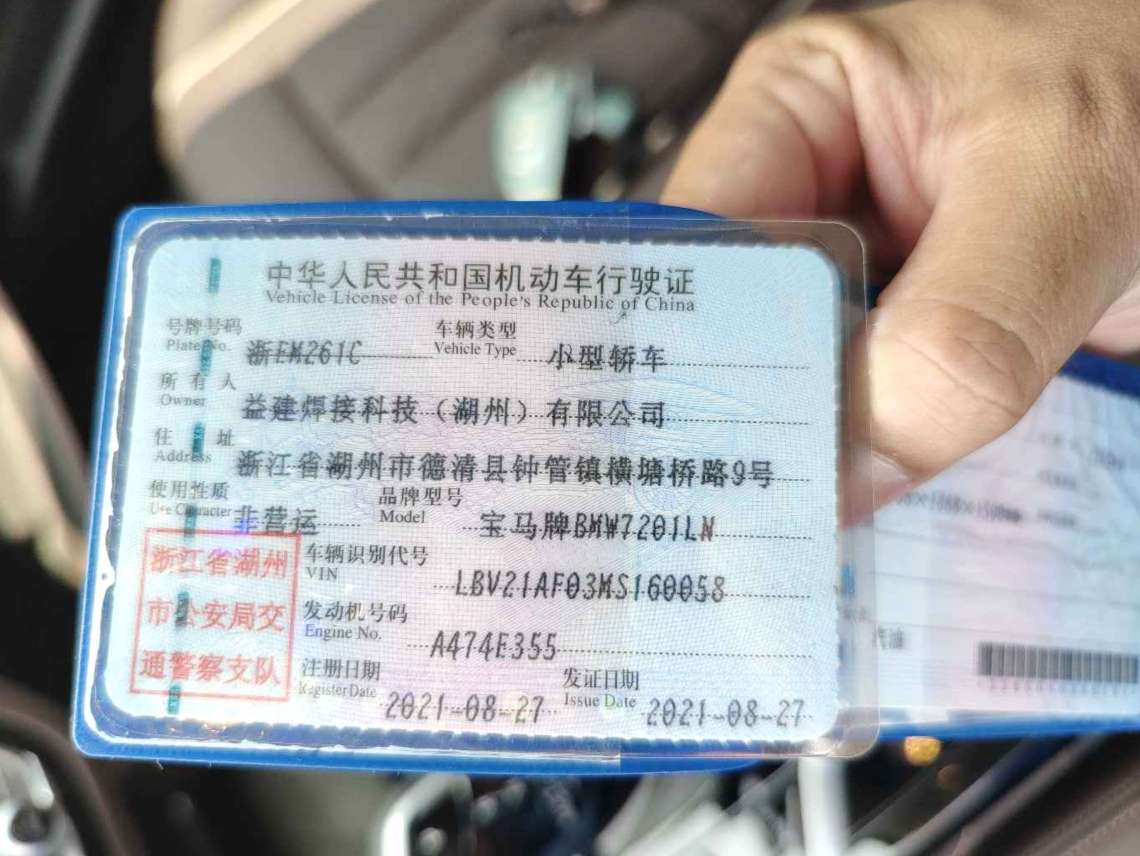 中华人民共和国机动车行驶证
Vehicle License of the People's Republic of China
号牌号码 浙EM261C 车辆类型 小型轿车
Plate No. Vehicle Type
所有人 益建焊接科技（湖州）有限公司
Owner
住址 浙江省湖州市德清县钟管镇横塘桥路9号
Address
使用性质 非营运 品牌型号 宝马牌BMW7201LN
Use Character Model
浙江省湖州
市公安局交
通警察支队
车辆识别代号 LBV21AF03MS160058
VIN
发动机号码 A474E355
Engine No.
注册日期 2021-08-27 发证日期 2021-08-27
Register Date Issue Date
汽油